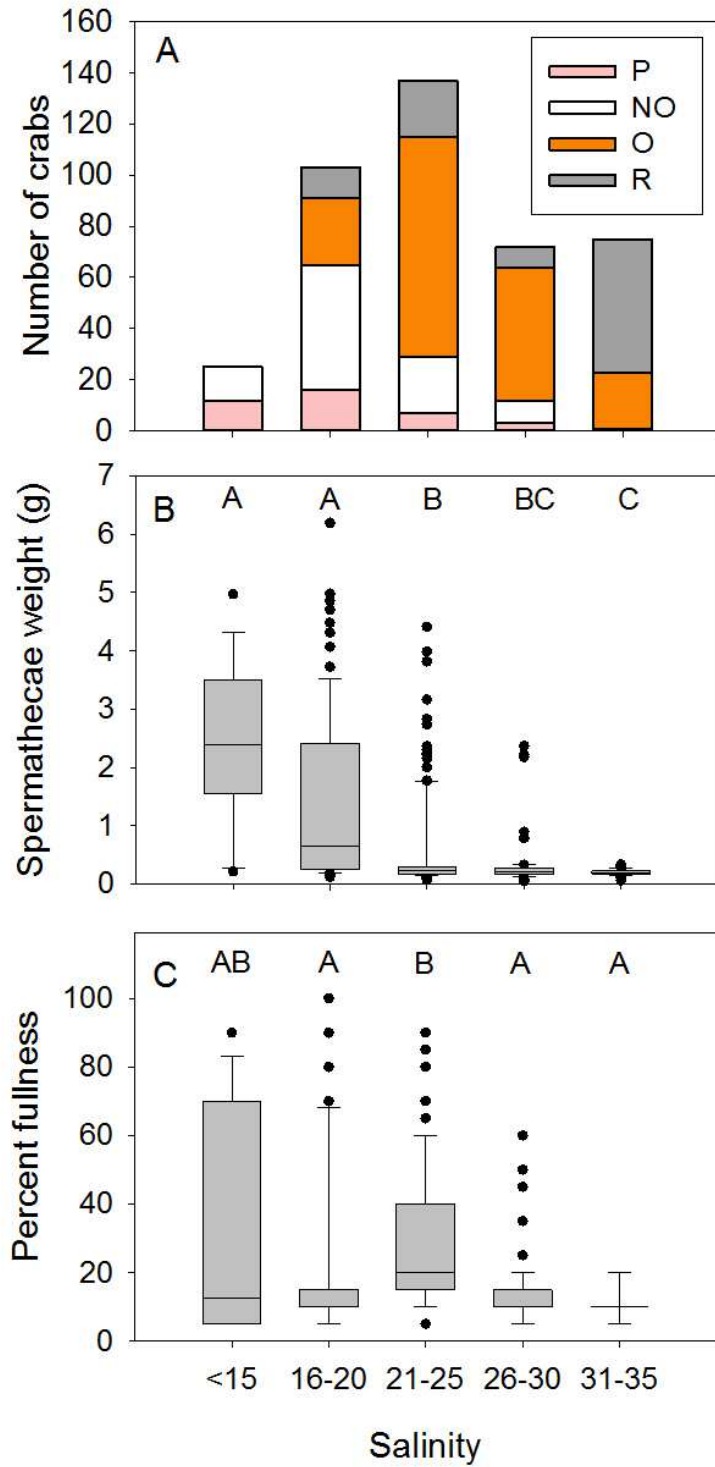 A
P
NO
O
R
Number of crabs
160
140
120
100
80
60
40
20
0
B
A A B BC C
Spermathecae weight (g)
7
6
5
4
3
2
1
0
C
AB A B A A
Percent fullness
100
80
60
40
20
0
<15 16-20 21-25 26-30 31-35
Salinity